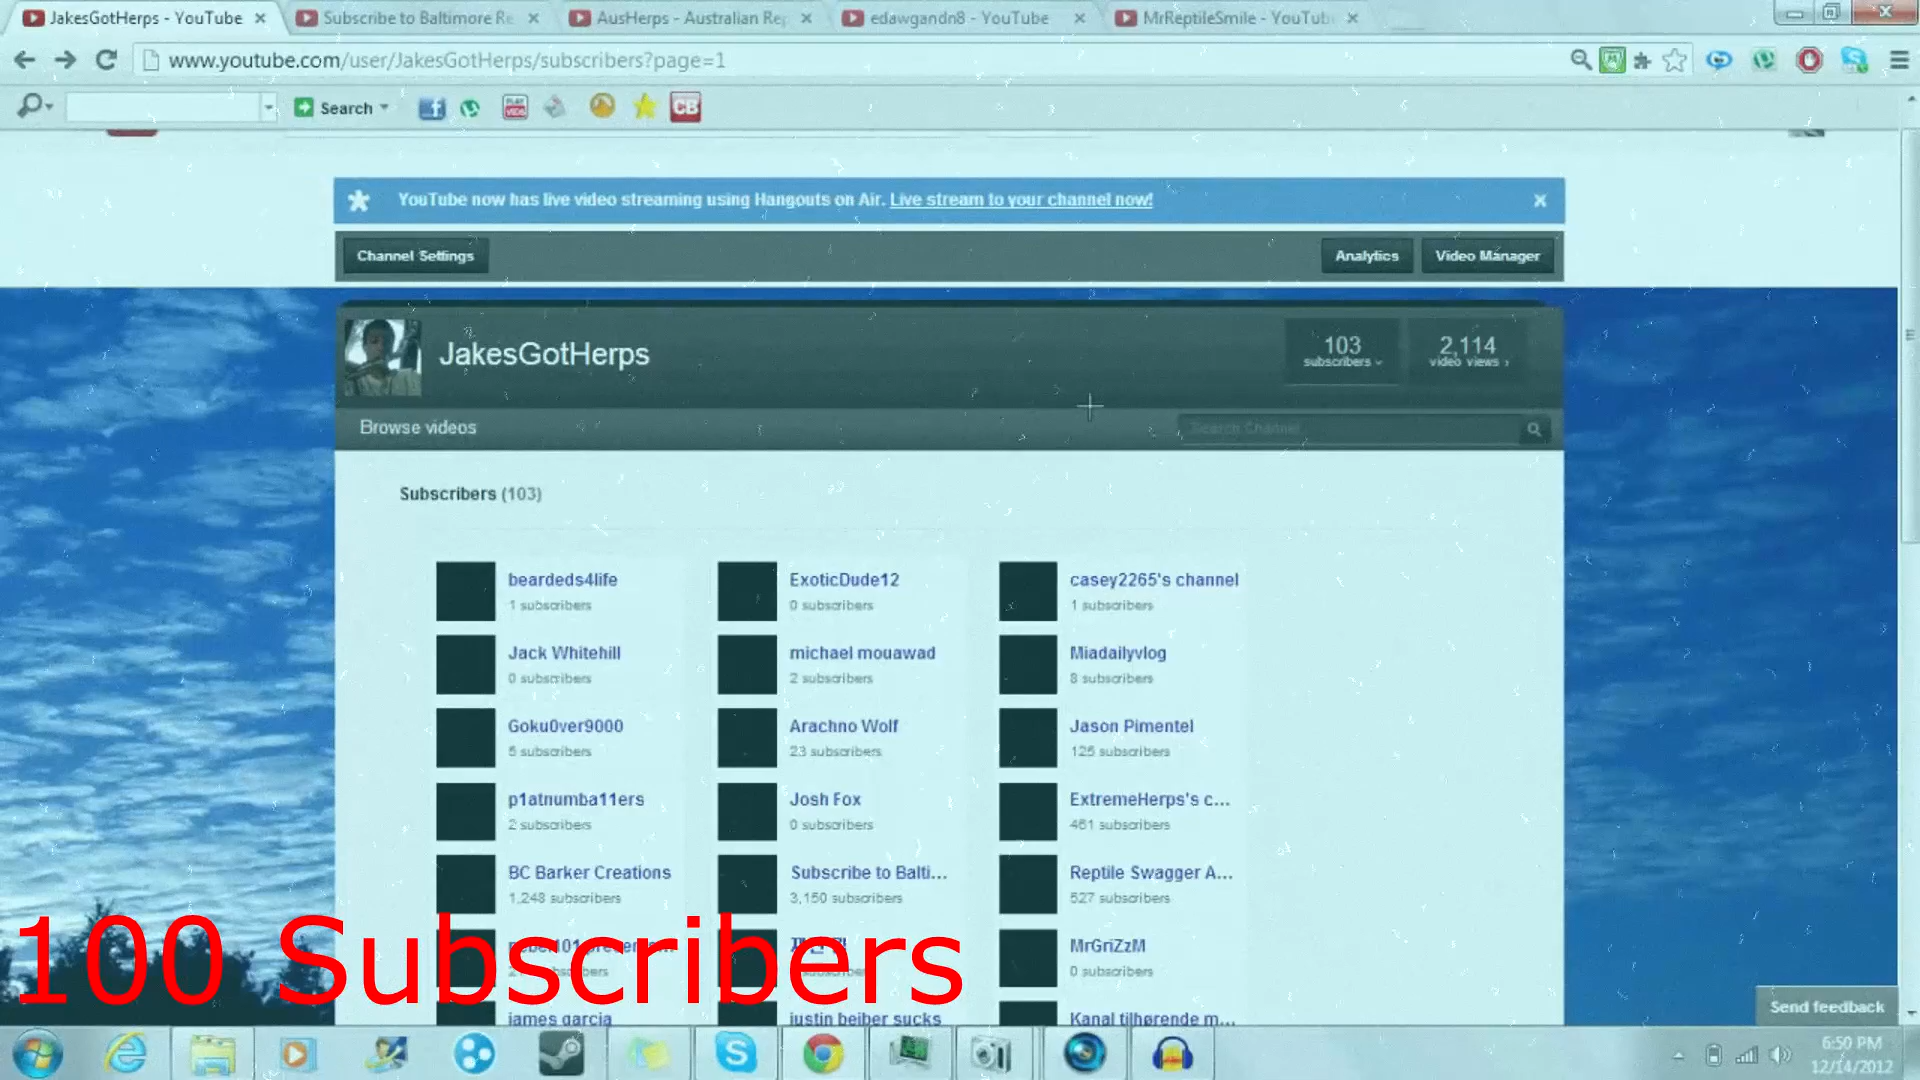 JakesGotHerps - YouTube
Subscribe to Baltimore Re
AusHerps - Australian Rep
edawgandn8 - YouTube
MrReptileSmile - YouTub
www.youtube.com/user/JakesGotHerps/subscribers?page=1
Search
CB
YouTube now has live video streaming using Hangouts on Air. Live stream to your channel now!
Channel Settings
Analytics
Video Manager
JakesGotHerps
103
subscribers
2,114
video views
Browse videos
Search Channel
Subscribers (103)
beardeds4life
1 subscribers
ExoticDude12
0 subscribers
casey2265's channel
1 subscribers
Jack Whitehill
0 subscribers
michael mouawad
2 subscribers
Miadailyvlog
8 subscribers
Goku0ver9000
5 subscribers
Arachno Wolf
23 subscribers
Jason Pimentel
125 subscribers
p1atnumba11ers
2 subscribers
Josh Fox
0 subscribers
ExtremeHerps's c...
461 subscribers
BC Barker Creations
1,248 subscribers
Subscribe to Balti...
3,150 subscribers
Reptile Swagger A...
527 subscribers
MrGriZzM
0 subscribers
james garcia
justin beiber sucks
Kanal tilhørende m...
100 Subscribers
Send feedback
6:50 PM
12/14/2012